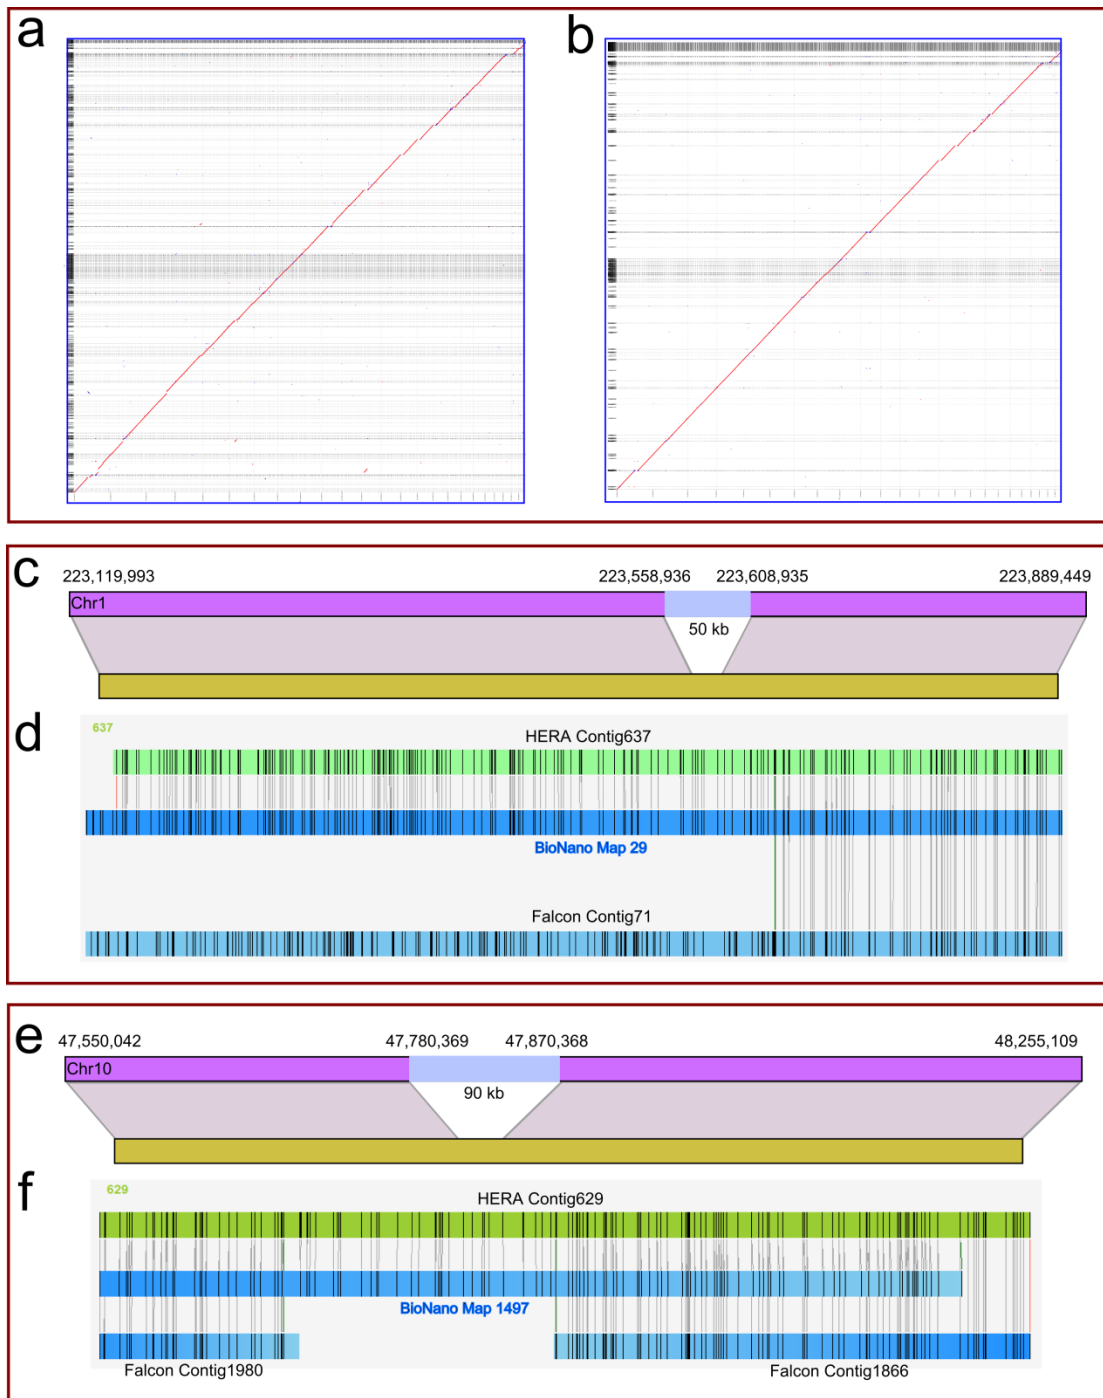 a
b
c
223,119,993 223,558,936 223,608,935 223,889,449
Chr1
50 kb
d
637
HERA Contig637
BioNano Map 29
Falcon Contig71
e
47,550,042 47,780,369 47,870,368 48,255,109
Chr10
90 kb
f
629
HERA Contig629
BioNano Map 1497
Falcon Contig1980 Falcon Contig1866